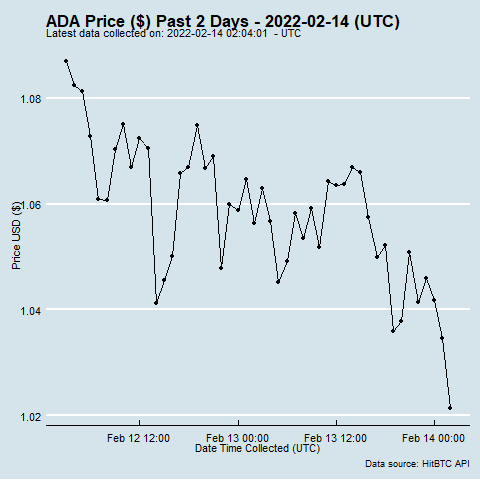 ADA Price ($) Past 2 Days - 2022-02-14 (UTC)
Latest data collected on: 2022-02-14 02:04:01  - UTC
1.08
1.06
1.04
1.02
Price USD ($)
Feb 12 12:00
Feb 13 00:00
Feb 13 12:00
Feb 14 00:00
Date Time Collected (UTC)
Data source: HitBTC API